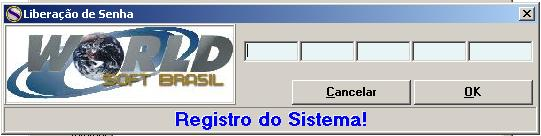 Liberação de Senha
WORLD
SOFT BRASIL
Cancelar
OK
Registro do Sistema!